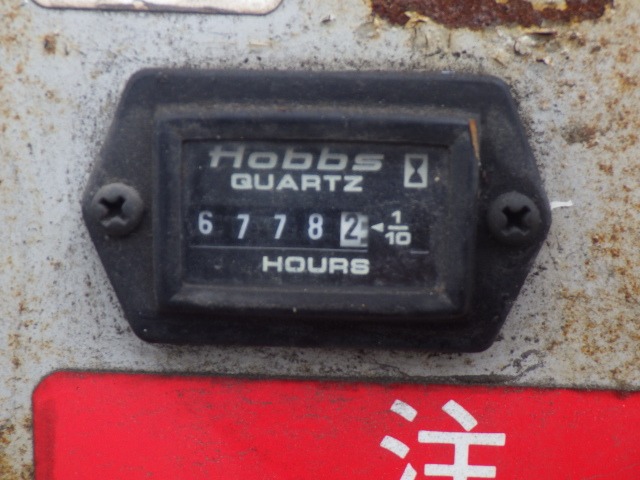 Hobbs
QUARTZ
67782 ◄1/10
HOURS
注